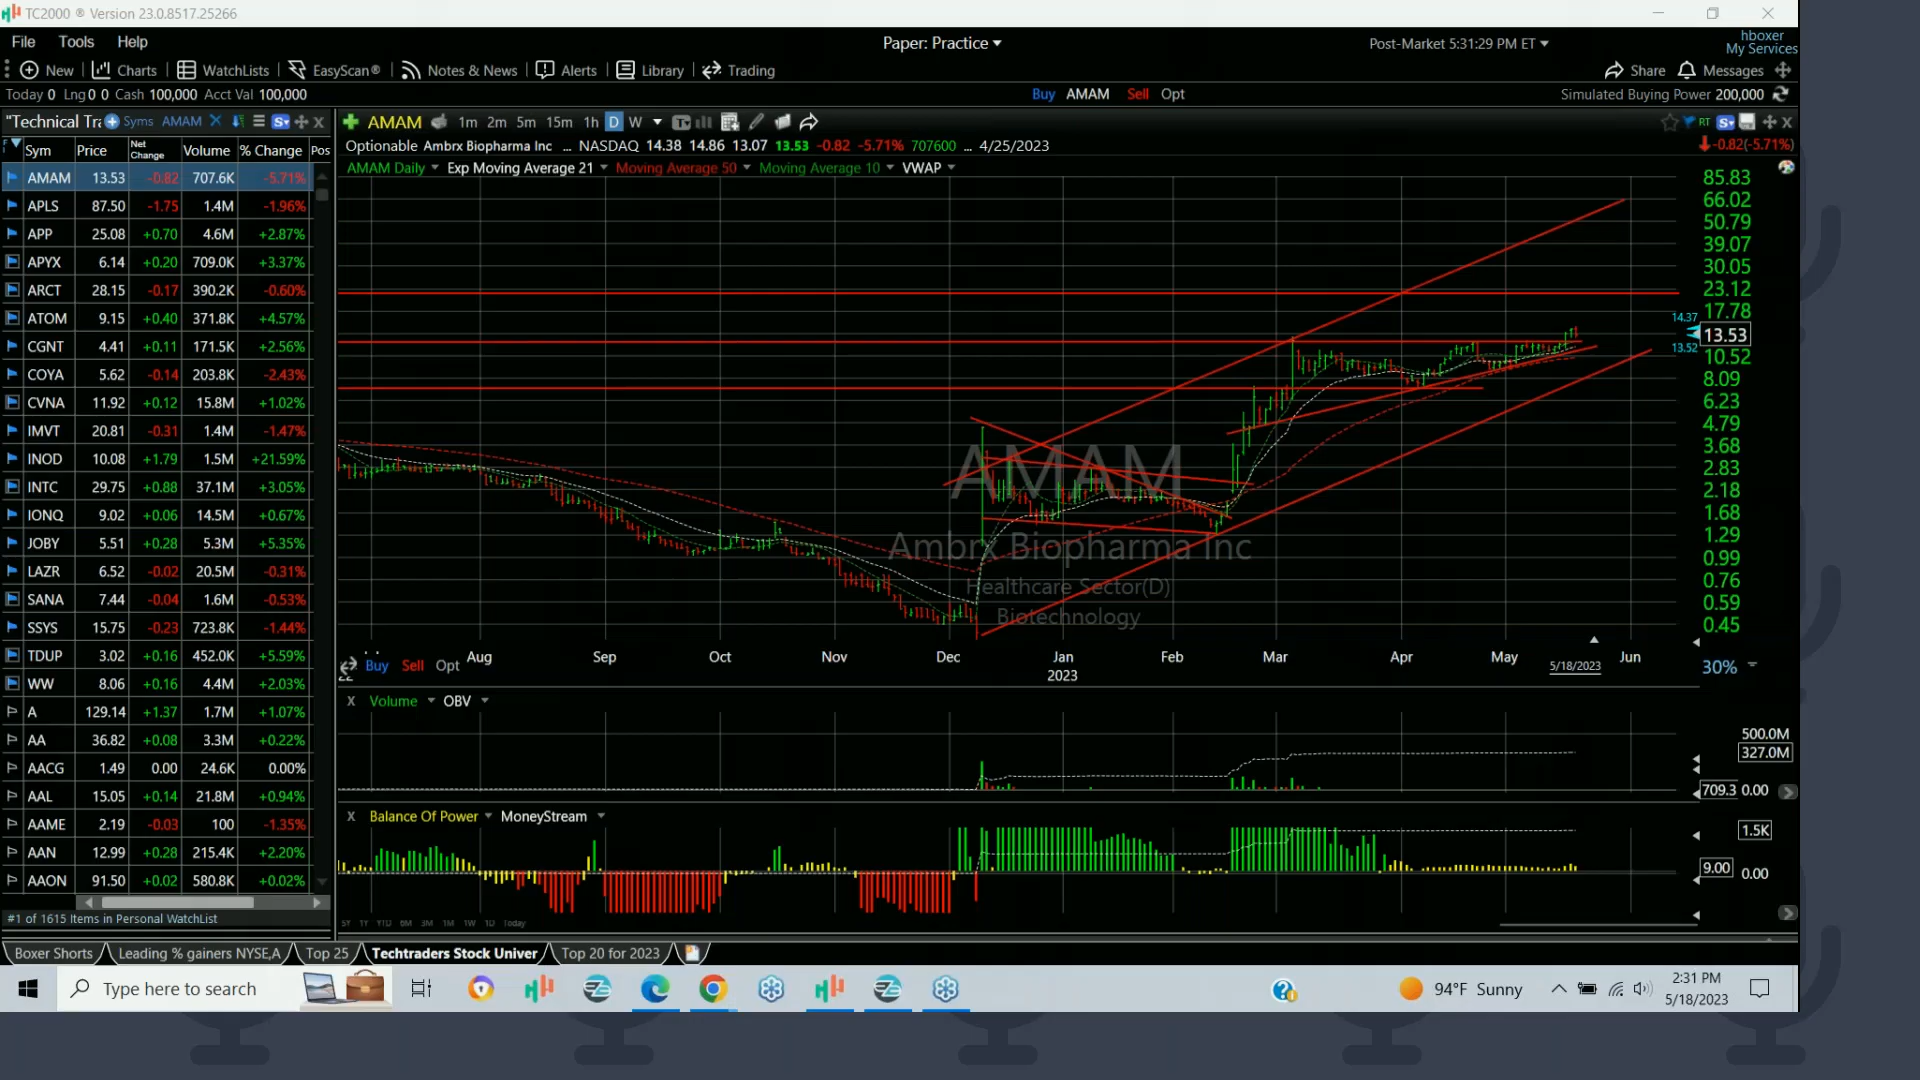 TC2000 ® Version 23.0.8517.25266
File Tools Help
Paper: Practice
Post-Market 5:31:29 PM ET
hboxer
My Services
New Charts WatchLists EasyScan® Notes & News Alerts Library Trading
Share Messages
Today 0 Lng 0 0 Cash 100,000 Acct Val 100,000
Buy AMAM Sell Opt
Simulated Buying Power 200,000
"Technical Tra Syms AMAM
Sym Price Net Change Volume % Change Pos
AMAM 13.53 -0.82 707.6K -5.71%
APLS 87.50 -1.75 1.4M -1.96%
APP 25.08 +0.70 4.6M +2.87%
APYX 6.14 +0.20 709.0K +3.37%
ARCT 28.15 -0.17 390.2K -0.60%
ATOM 9.15 +0.40 371.8K +4.57%
CGNT 4.41 +0.11 171.5K +2.56%
COYA 5.62 -0.14 203.8K -2.43%
CVNA 11.92 +0.12 15.8M +1.02%
IMVT 20.81 -0.31 1.4M -1.47%
INOD 10.08 +1.79 1.5M +21.59%
INTC 29.75 +0.88 37.1M +3.05%
IONQ 9.02 +0.06 14.5M +0.67%
JOBY 5.51 +0.28 5.3M +5.35%
LAZR 6.52 -0.02 20.5M -0.31%
SANA 7.44 -0.04 1.6M -0.53%
SSYS 15.75 -0.23 723.8K -1.44%
TDUP 3.02 +0.16 452.0K +5.59%
WW 8.06 +0.16 4.4M +2.03%
A 129.14 +1.37 1.7M +1.07%
AA 36.82 +0.08 3.3M +0.22%
AACG 1.49 0.00 24.6K 0.00%
AAL 15.05 +0.14 21.8M +0.94%
AAME 2.19 -0.03 100 -1.35%
AAN 12.99 +0.28 215.4K +2.20%
AAON 91.50 +0.02 580.8K +0.02%
#1 of 1615 Items in Personal WatchList
AMAM 1m 2m 5m 15m 1h D W
RT
Optionable Ambrx Biopharma Inc ... NASDAQ 14.38 14.86 13.07 13.53 -0.82 -5.71% 707600 ... 4/25/2023
-0.82(-5.71%)
AMAM Daily Exp Moving Average 21 Moving Average 50 Moving Average 10 VWAP
85.83
66.02
50.79
39.07
30.05
23.12
17.78
14.37
13.53
13.52
10.52
8.09
6.23
4.79
3.68
2.83
2.18
1.68
1.29
0.99
0.76
0.59
0.45
AMAM
Ambrx Biopharma Inc
Healthcare Sector(D)
Biotechnology
Aug Sep Oct Nov Dec Jan Feb Mar Apr May Jun
2023
5/18/2023
30%
Buy Sell Opt
22
X Volume OBV
500.0M
327.0M
709.3 0.00
X Balance Of Power MoneyStream
1.5K
9.00 0.00
5Y 1Y YTD 6M 3M 1M 1W 1D Today
Boxer Shorts Leading % gainers NYSE,A Top 25 Techtraders Stock Univer Top 20 for 2023
Type here to search
94°F Sunny
2:31 PM
5/18/2023